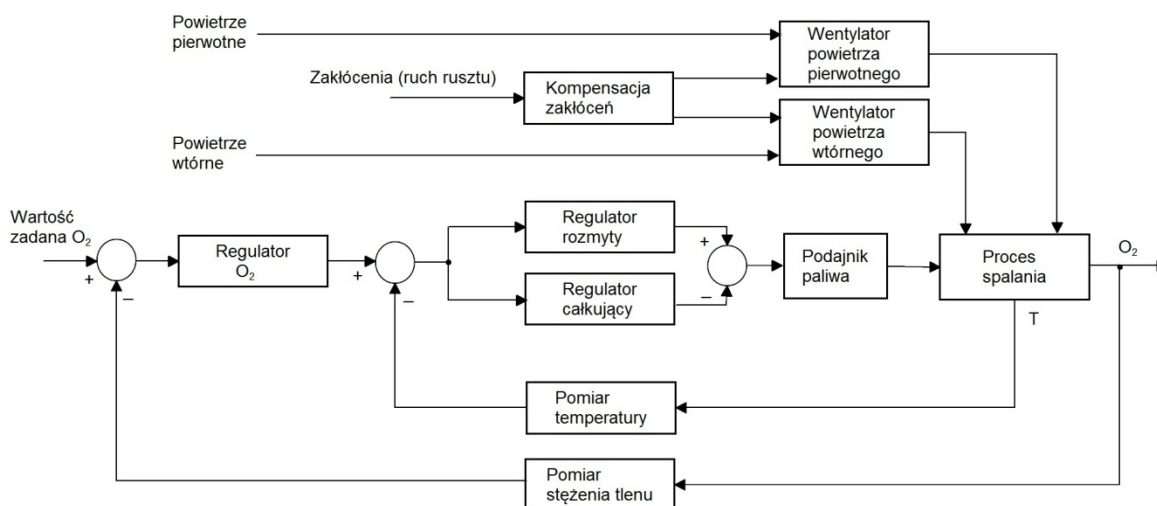 Powietrze
pierwotne
Wentylator
powietrza
pierwotnego
Zakłócenia (ruch rusztu)
Kompensacja
zakłóceń
Powietrze
wtórne
Wentylator
powietrza
wtórnego
Wartość
zadana O₂
+
–
Regulator
O₂
+
–
Regulator
rozmyty
Regulator
całkujący
+
–
Podajnik
paliwa
Proces
spalania
O₂
T
Pomiar
temperatury
Pomiar
stężenia tlenu